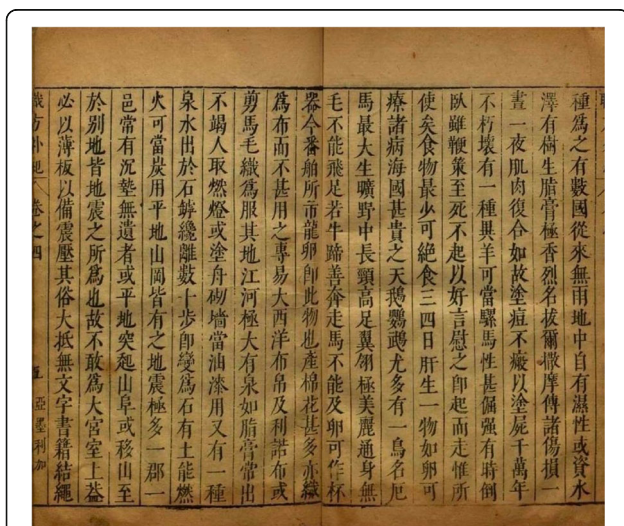 種為之有數國從來無雨地中自有濕性或資水
澤有樹生脂膏極香烈名拔爾撒摩傅諸傷損一
晝一夜肌肉復合如故塗痘不瘢以塗屍千萬年
不朽壞有一種異羊可當騾馬性甚倔强有時倒
臥雖鞭策至死不起以好言慰之即起而走惟所
使矣食物最少可絕食三四日肝生一物如卵可
療諸病海國甚貴之天鵝鸚鵡尤多有一鳥名厄
馬最大生曠野中長頸高足翼翎極美麗通身無
毛不能飛足若牛蹄善奔走馬不能及卵可作杯
器今番舶所市龍卵即此物也產棉花甚多亦織
為布而不甚用之專易大西洋布帛及利諾布或
剪馬毛織為服其地江河極大有泉如脂膏常出
不竭人取燃燈或塗舟砌墻當油漆用又有一種
泉水出於石罅纔離數十步即變為石有土能燃
火可當炭用平地山岡皆有之地震極多一郡一
邑常有沉墊無遺者或平地突起山阜或移山至
於別地皆地震之所為也故不敢為大宮室上蓋
必以薄板以備震壓其俗大抵無文字書籍結繩
職方外紀 卷之四 亞墨利加